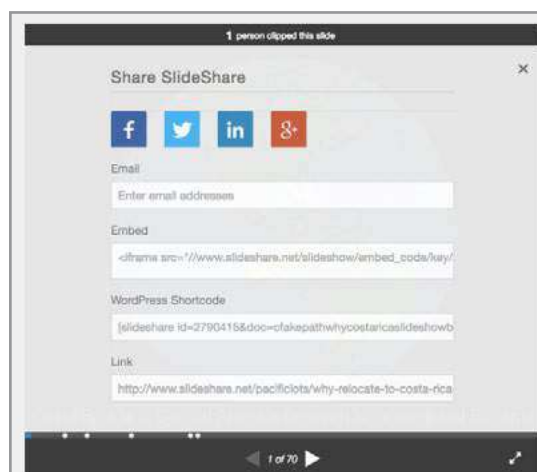 1 person clipped this slide
Share SlideShare
Email
Enter email addresses
Embed
<iframe src="//www.slideshare.net/slideshow/embed_code/key/
WordPress Shortcode
[slideshare id=2790415&doc=cfakepathwhycostaricaslideshowb
Link
http://www.slideshare.net/pacificlots/why-relocate-to-costa-rica
1 of 70